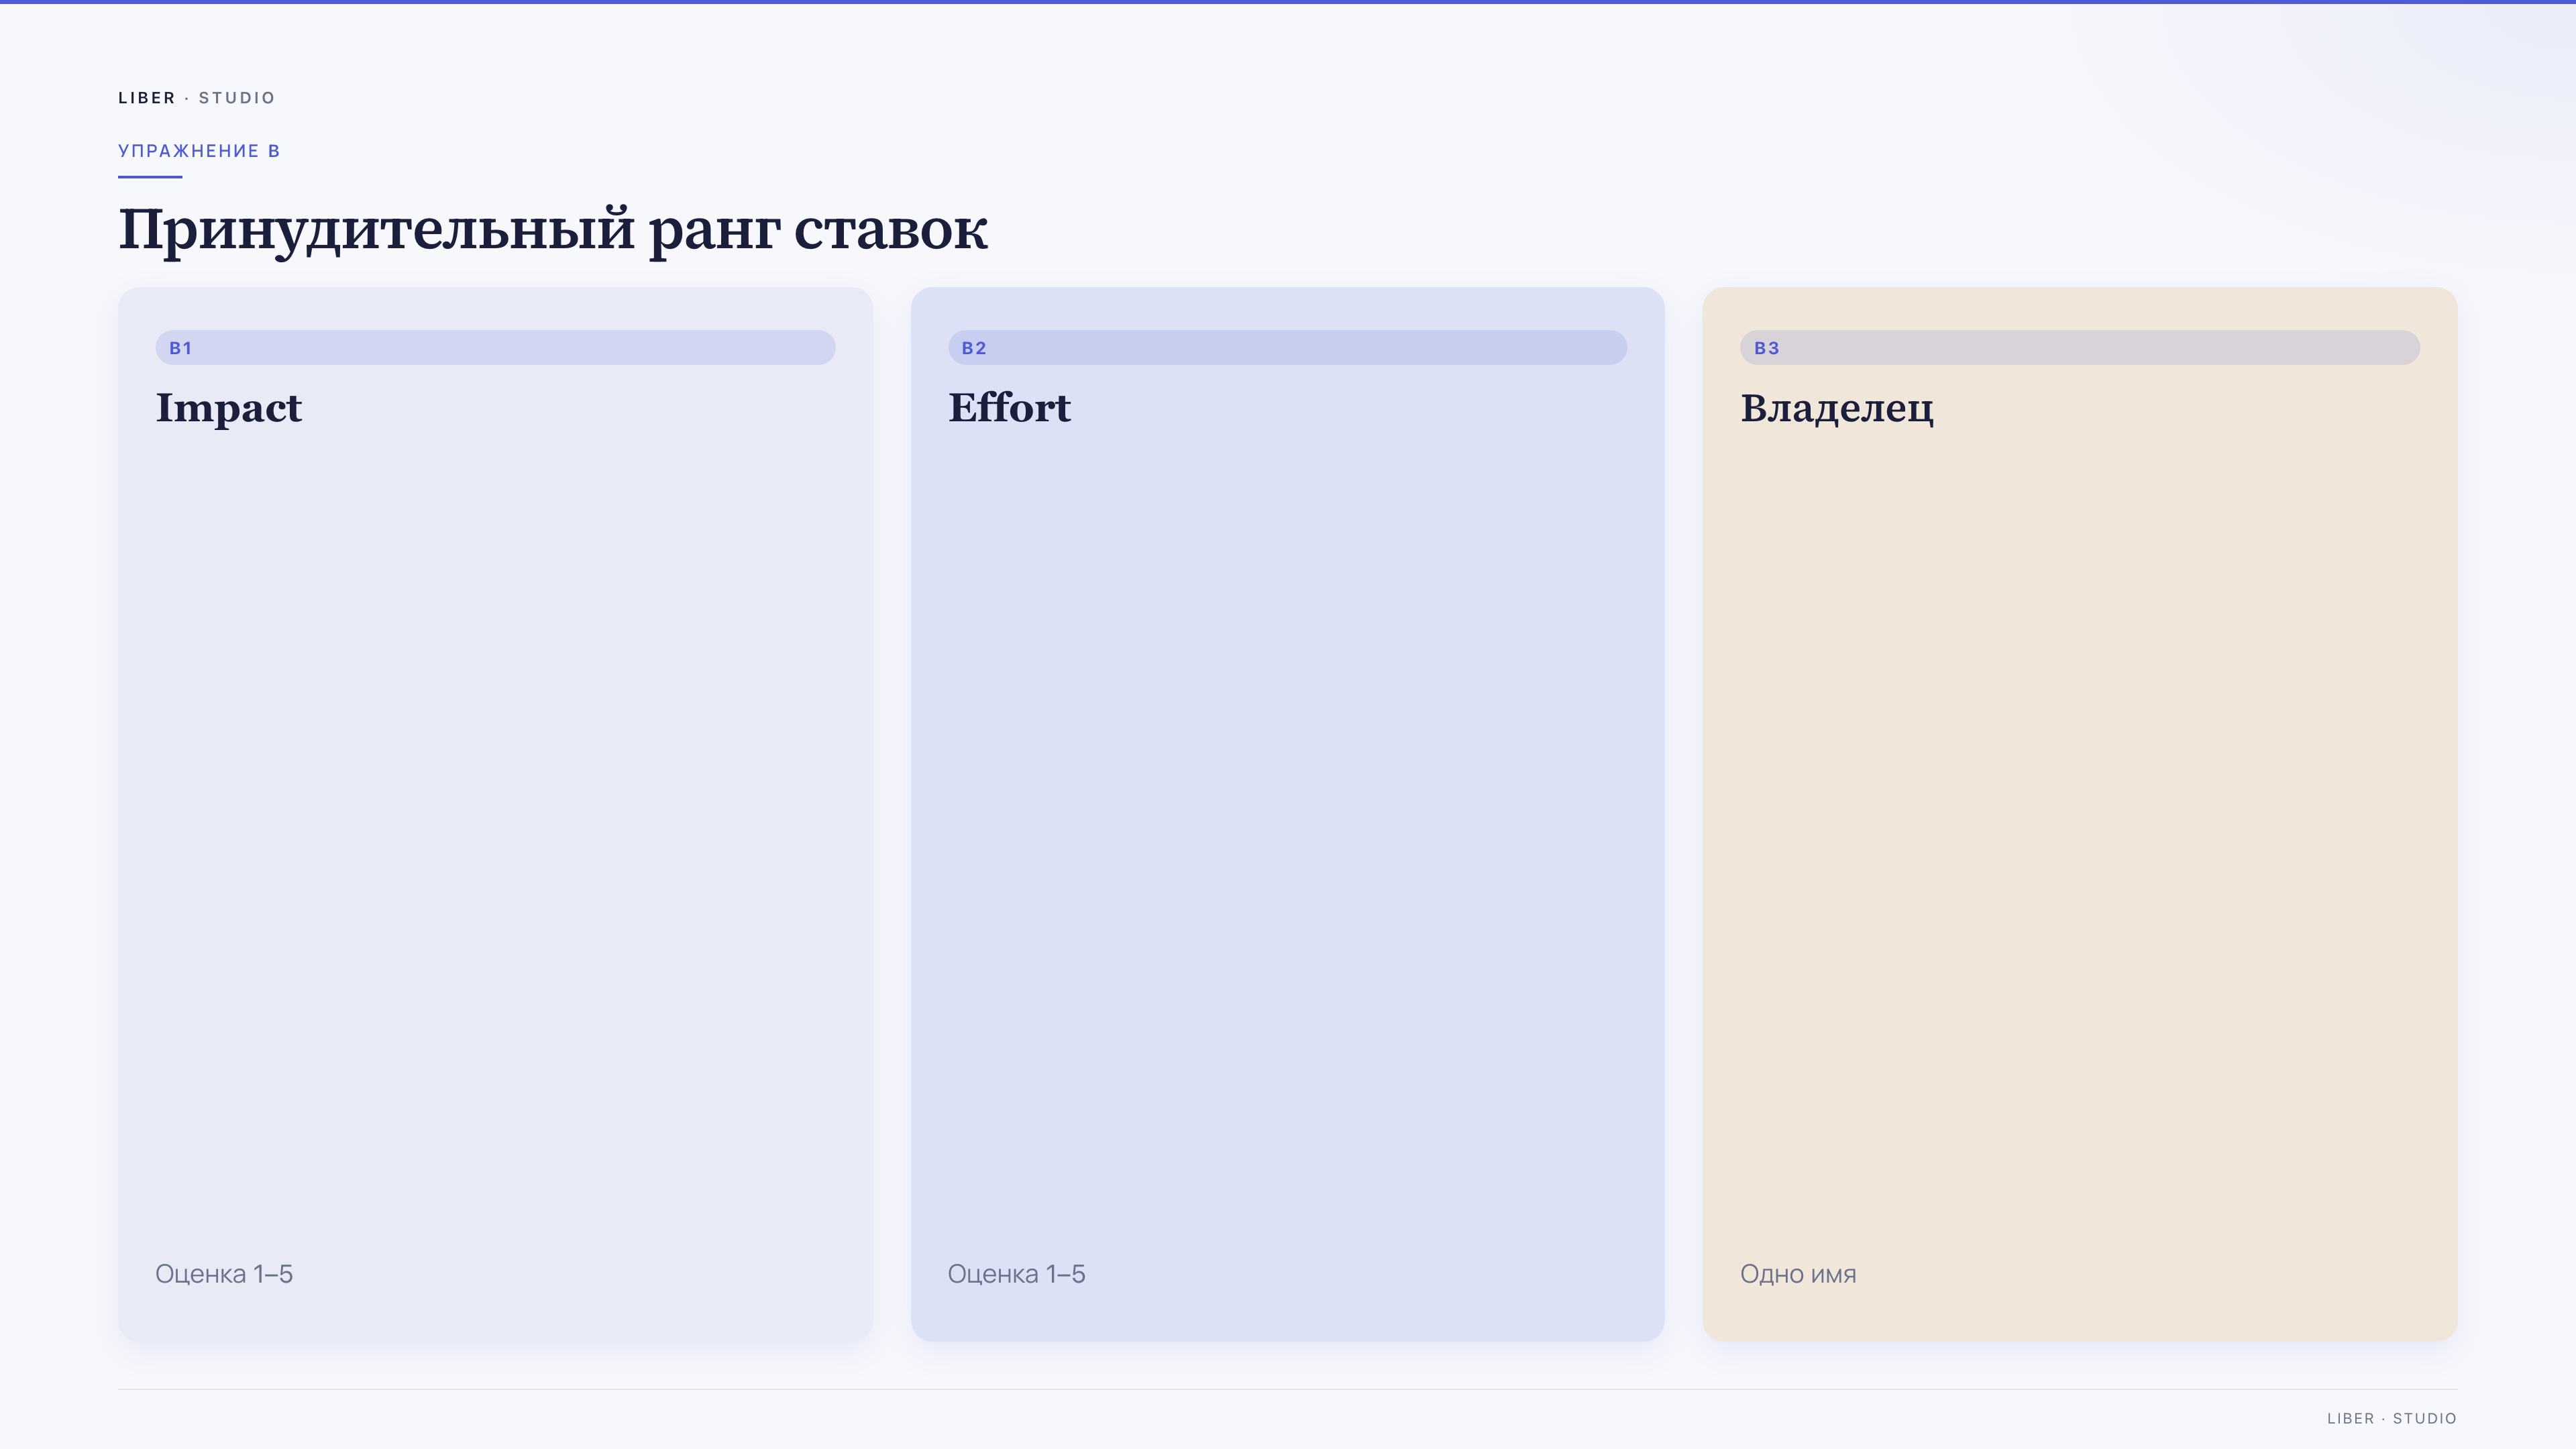 LIBER · STUDIO
УПРАЖНЕНИЕ B
Принудительный ранг ставок
B1
Impact
Оценка 1–5
B2
Effort
Оценка 1–5
B3
Владелец
Одно имя
LIBER · STUDIO